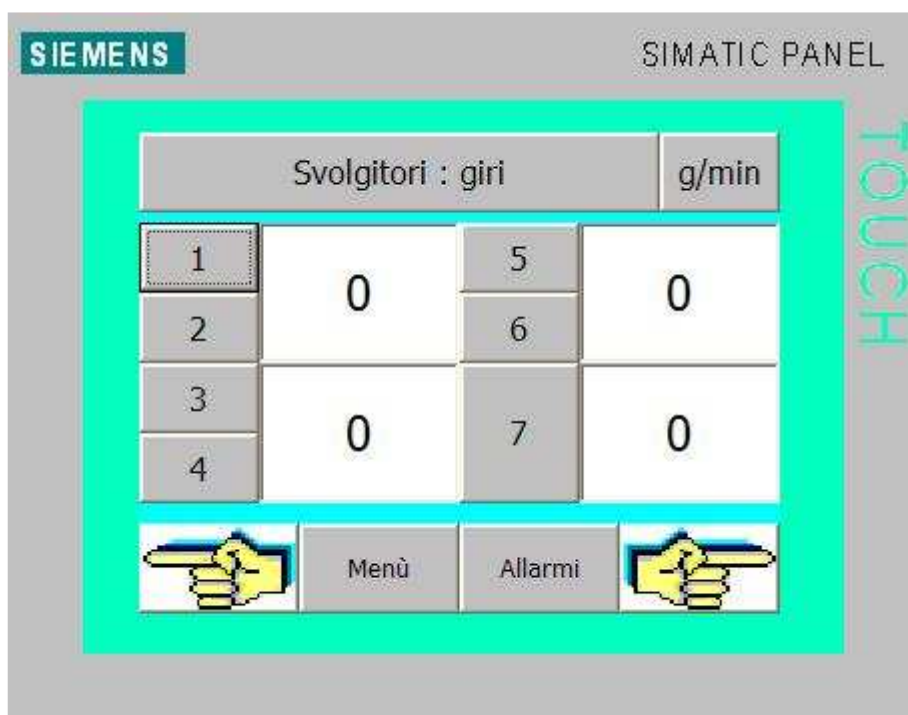 SIEMENS
SIMATIC PANEL
TOUCH
Svolgitori : giri
g/min
1
0
5
0
2
6
3
0
7
0
4
Menù
Allarmi